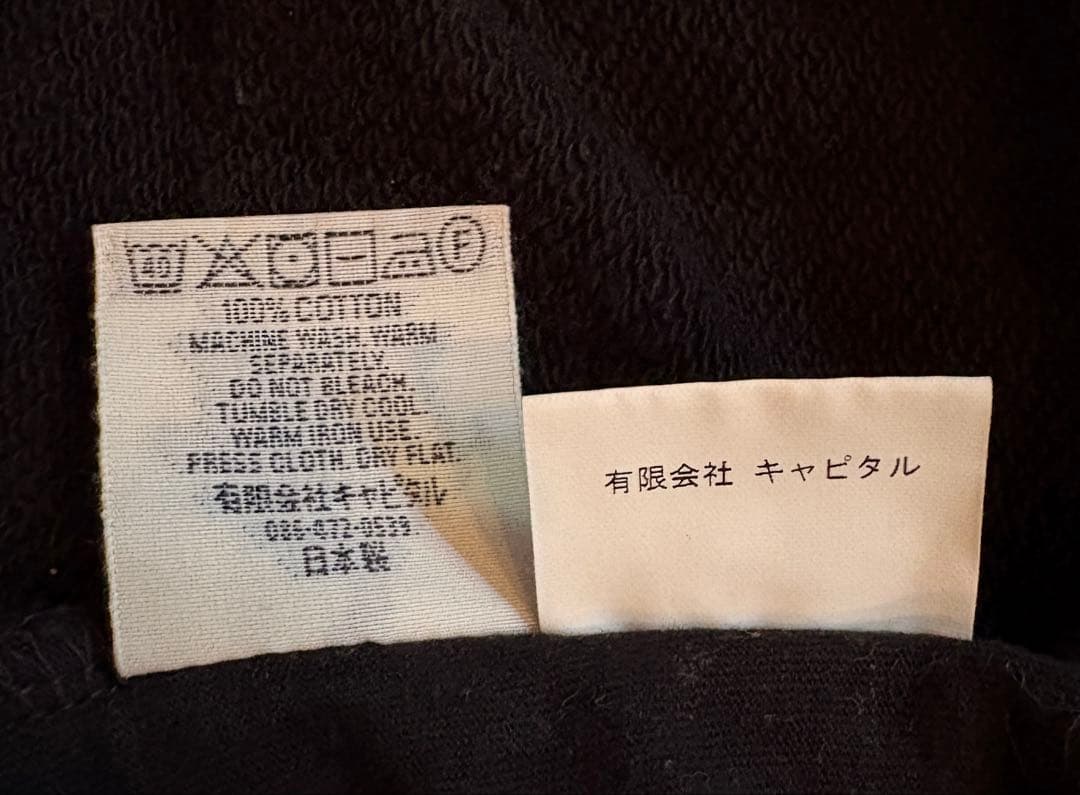 40
F
100% COTTON
MACHINE WASH, WARM
SEPARATELY.
DO NOT BLEACH.
TUMBLE DRY COOL.
WARM IRON USE.
PRESS CLOTH. DRY FLAT.
有限会社キャピタル
086-472-0539
日本製
有限会社 キャピタル